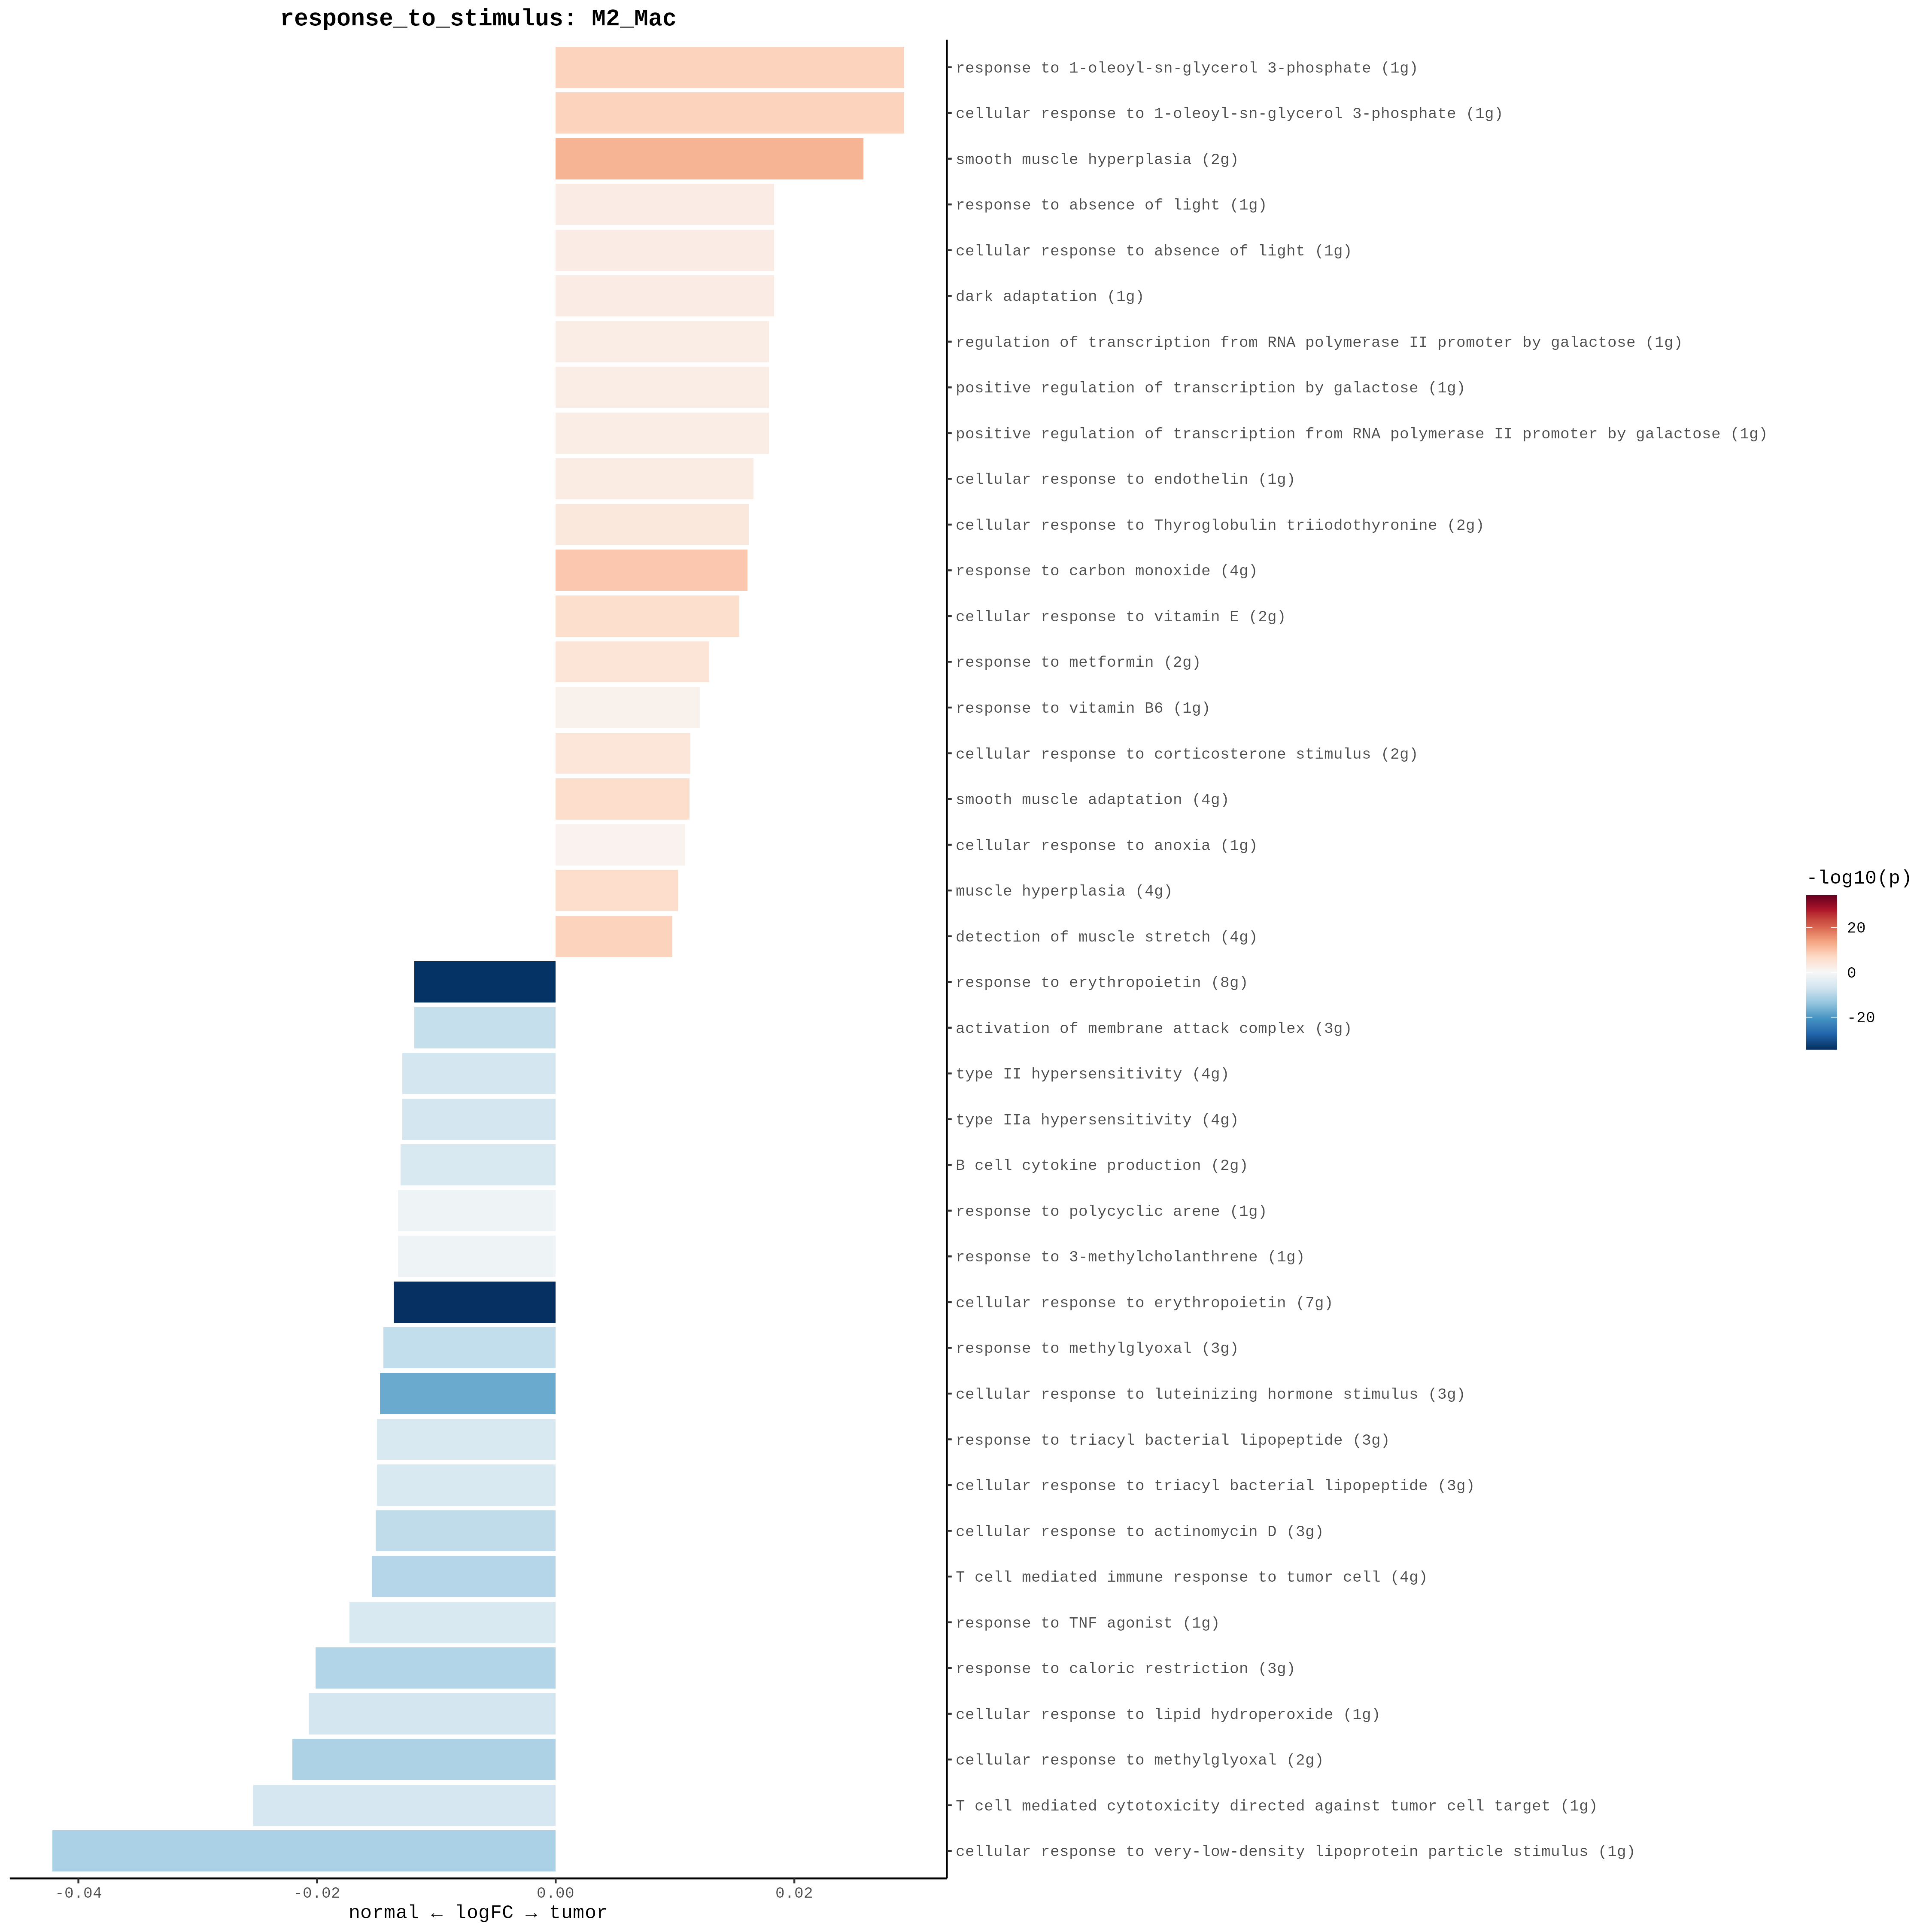 response_to_stimulus: M2_Mac
response to 1-oleoyl-sn-glycerol 3-phosphate (1g)
cellular response to 1-oleoyl-sn-glycerol 3-phosphate (1g)
smooth muscle hyperplasia (2g)
response to absence of light (1g)
cellular response to absence of light (1g)
dark adaptation (1g)
regulation of transcription from RNA polymerase II promoter by galactose (1g)
positive regulation of transcription by galactose (1g)
positive regulation of transcription from RNA polymerase II promoter by galactose (1g)
cellular response to endothelin (1g)
cellular response to Thyroglobulin triiodothyronine (2g)
response to carbon monoxide (4g)
cellular response to vitamin E (2g)
response to metformin (2g)
response to vitamin B6 (1g)
cellular response to corticosterone stimulus (2g)
smooth muscle adaptation (4g)
cellular response to anoxia (1g)
muscle hyperplasia (4g)
detection of muscle stretch (4g)
response to erythropoietin (8g)
activation of membrane attack complex (3g)
type II hypersensitivity (4g)
type IIa hypersensitivity (4g)
B cell cytokine production (2g)
response to polycyclic arene (1g)
response to 3-methylcholanthrene (1g)
cellular response to erythropoietin (7g)
response to methylglyoxal (3g)
cellular response to luteinizing hormone stimulus (3g)
response to triacyl bacterial lipopeptide (3g)
cellular response to triacyl bacterial lipopeptide (3g)
cellular response to actinomycin D (3g)
T cell mediated immune response to tumor cell (4g)
response to TNF agonist (1g)
response to caloric restriction (3g)
cellular response to lipid hydroperoxide (1g)
cellular response to methylglyoxal (2g)
T cell mediated cytotoxicity directed against tumor cell target (1g)
cellular response to very-low-density lipoprotein particle stimulus (1g)
-0.04 -0.02 0.00 0.02
normal ← logFC → tumor
-log10(p)
20
0
-20